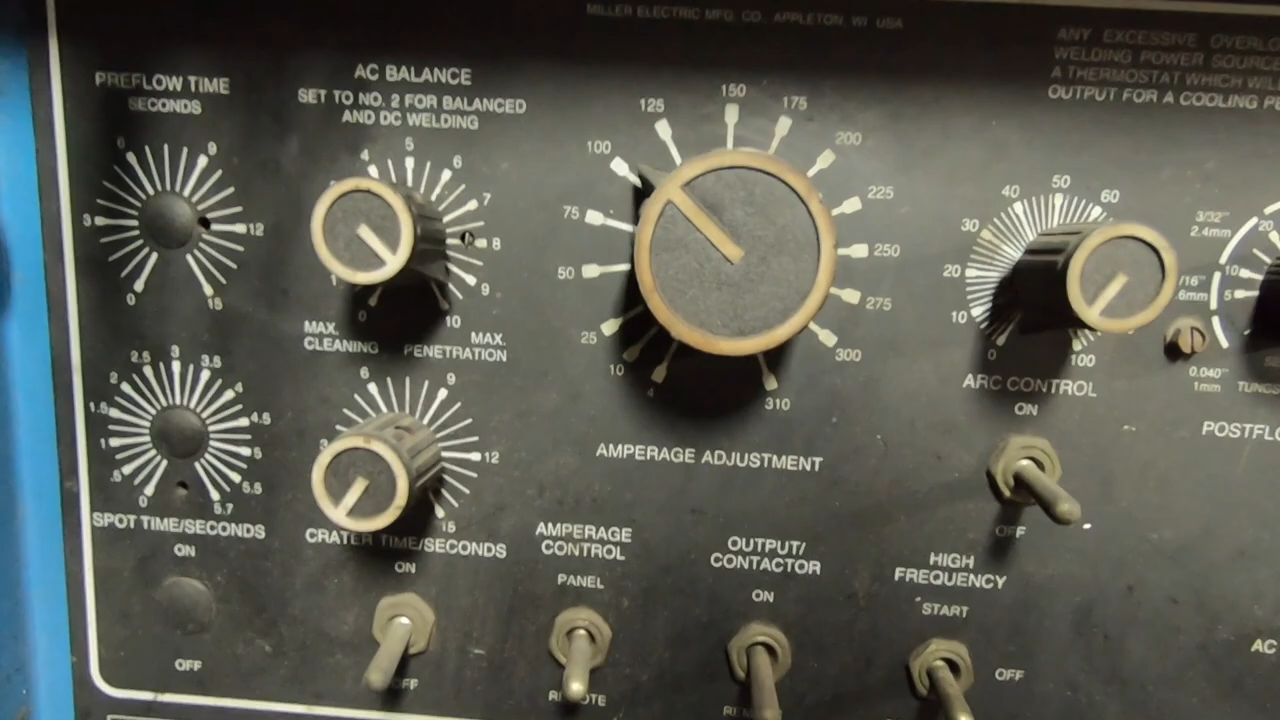 MILLER ELECTRIC MFG. CO. APPLETON, WI USA
ANY EXCESSIVE
WELDING POWER SOURCE
A THERMOSTAT WHICH
OUTPUT FOR A COOLING
PREFLOW TIME
SECONDS
6 9
3 12
0 15
AC BALANCE
SET TO NO. 2 FOR BALANCED
AND DC WELDING
4 5 6
7
8
9
1 0 10
MAX.
CLEANING
MAX.
PENETRATION
150
125 175
100 200
75 225
50 250
275
25 300
10
4 310
AMPERAGE ADJUSTMENT
50
40 60
30
20
10
0 100
ARC CONTROL
ON
OFF
3/32"
2.4mm
/16"
.6mm
0.040"
1mm
20
10
5
3
2.5 3.5
2 4
1.5 4.5
1 5
.5 5.5
0 5.7
SPOT TIME/SECONDS
ON
OFF
6 9
3 12
15
CRATER TIME/SECONDS
ON
OFF
AMPERAGE
CONTROL
PANEL
REMOTE
OUTPUT/
CONTACTOR
ON
HIGH
FREQUENCY
START
OFF
AC